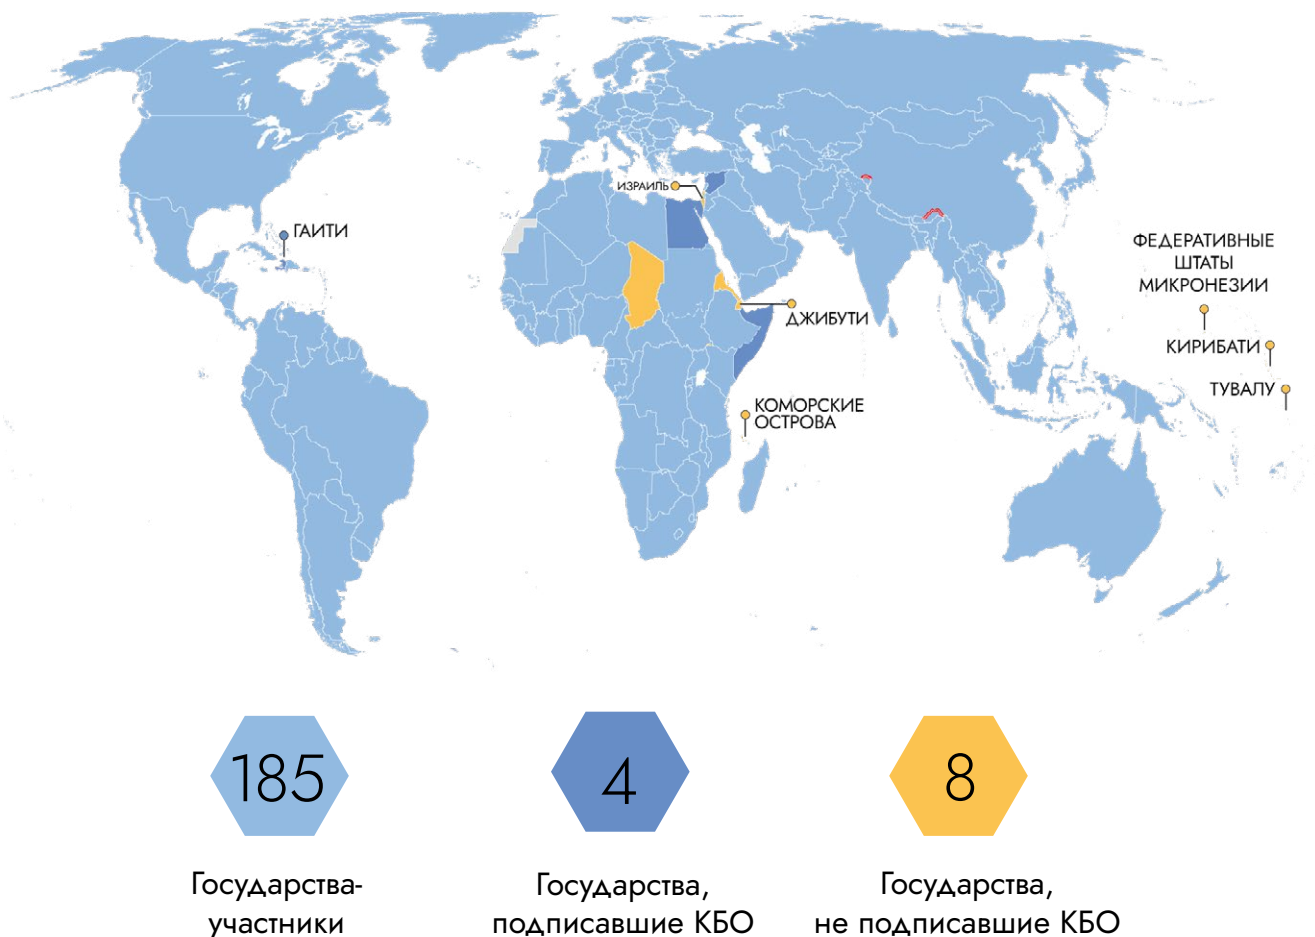 ИЗРАИЛЬ
ГАИТИ
ФЕДЕРАТИВНЫЕ
ШТАТЫ
МИКРОНЕЗИИ
ДЖИБУТИ
КИРИБАТИ
ТУВАЛУ
КОМОРСКИЕ
ОСТРОВА
185
4
8
Государства-
участники
Государства,
подписавшие КБО
Государства,
не подписавшие КБО